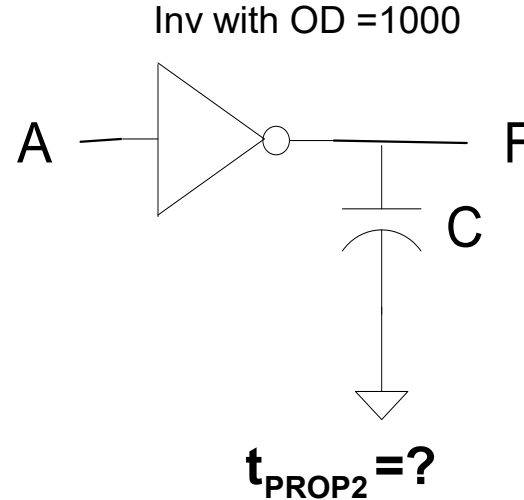 Inv with OD =1000
A
F
C
tPROP2 =?